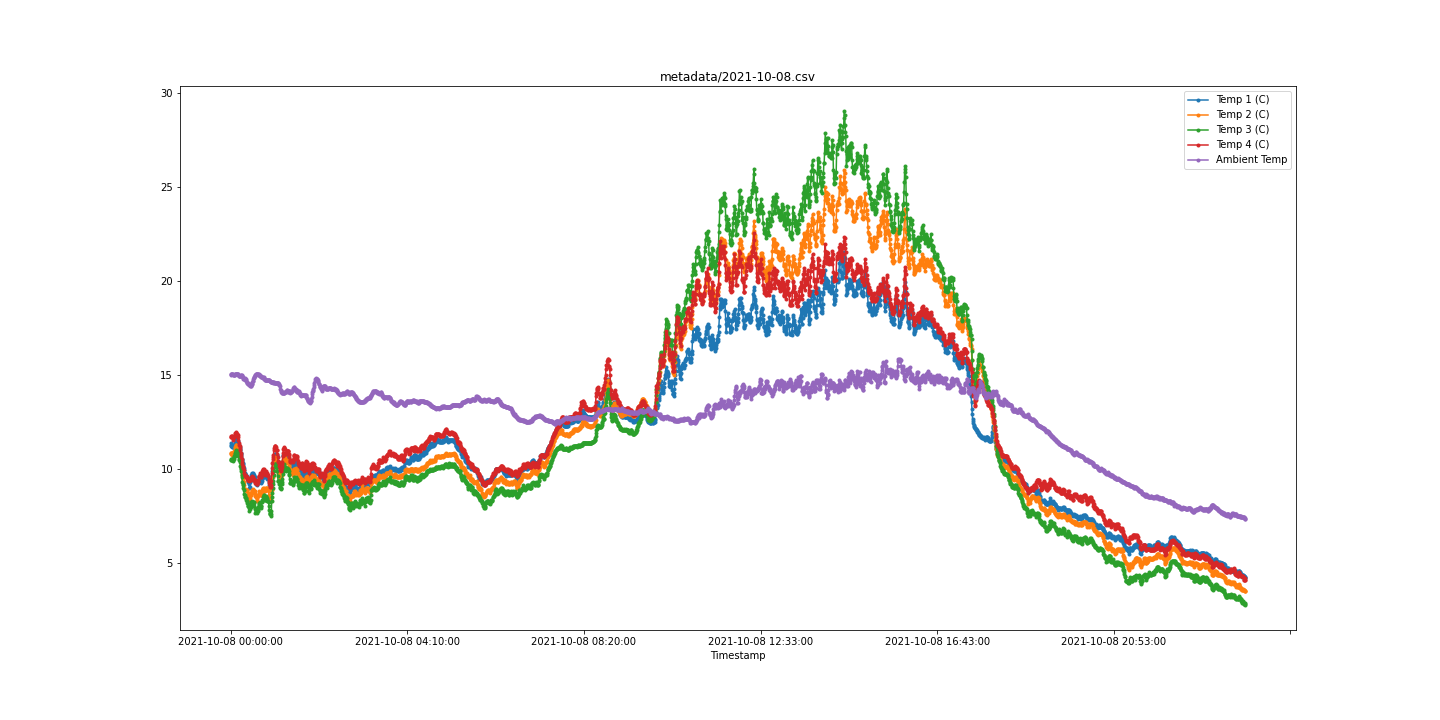 metadata/2021-10-08.csv
30
25
20
15
10
5
Temp 1 (C)
Temp 2 (C)
Temp 3 (C)
Temp 4 (C)
Ambient Temp
2021-10-08 00:00:00
2021-10-08 04:10:00
2021-10-08 08:20:00
2021-10-08 12:33:00
2021-10-08 16:43:00
2021-10-08 20:53:00
Timestamp